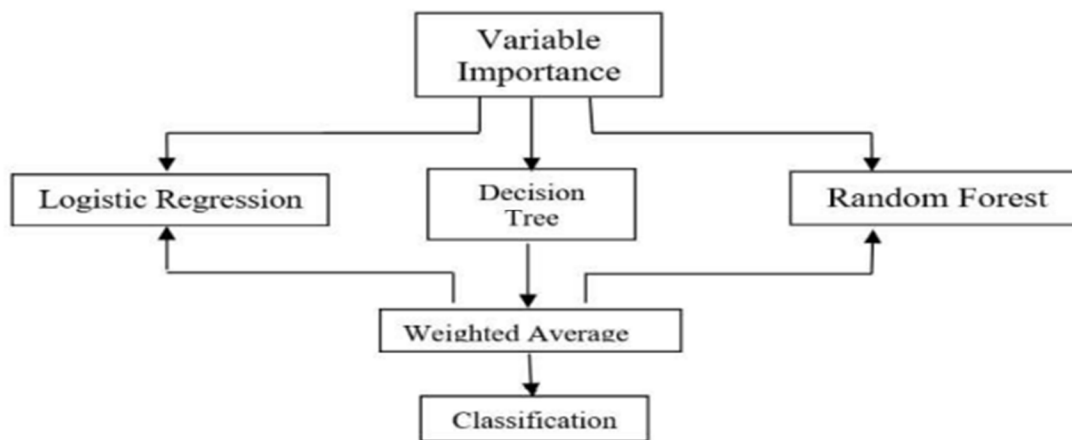 Variable
Importance
Logistic Regression
Decision
Tree
Random Forest
Weighted Average
Classification